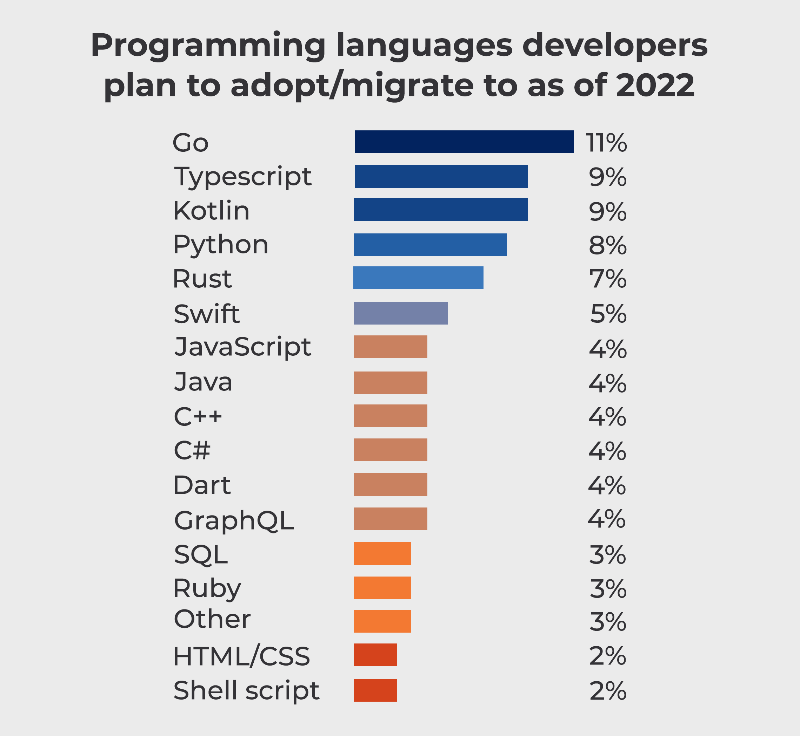 Programming languages developers
plan to adopt/migrate to as of 2022
Go 11%
Typescript 9%
Kotlin 9%
Python 8%
Rust 7%
Swift 5%
JavaScript 4%
Java 4%
C++ 4%
C# 4%
Dart 4%
GraphQL 4%
SQL 3%
Ruby 3%
Other 3%
HTML/CSS 2%
Shell script 2%